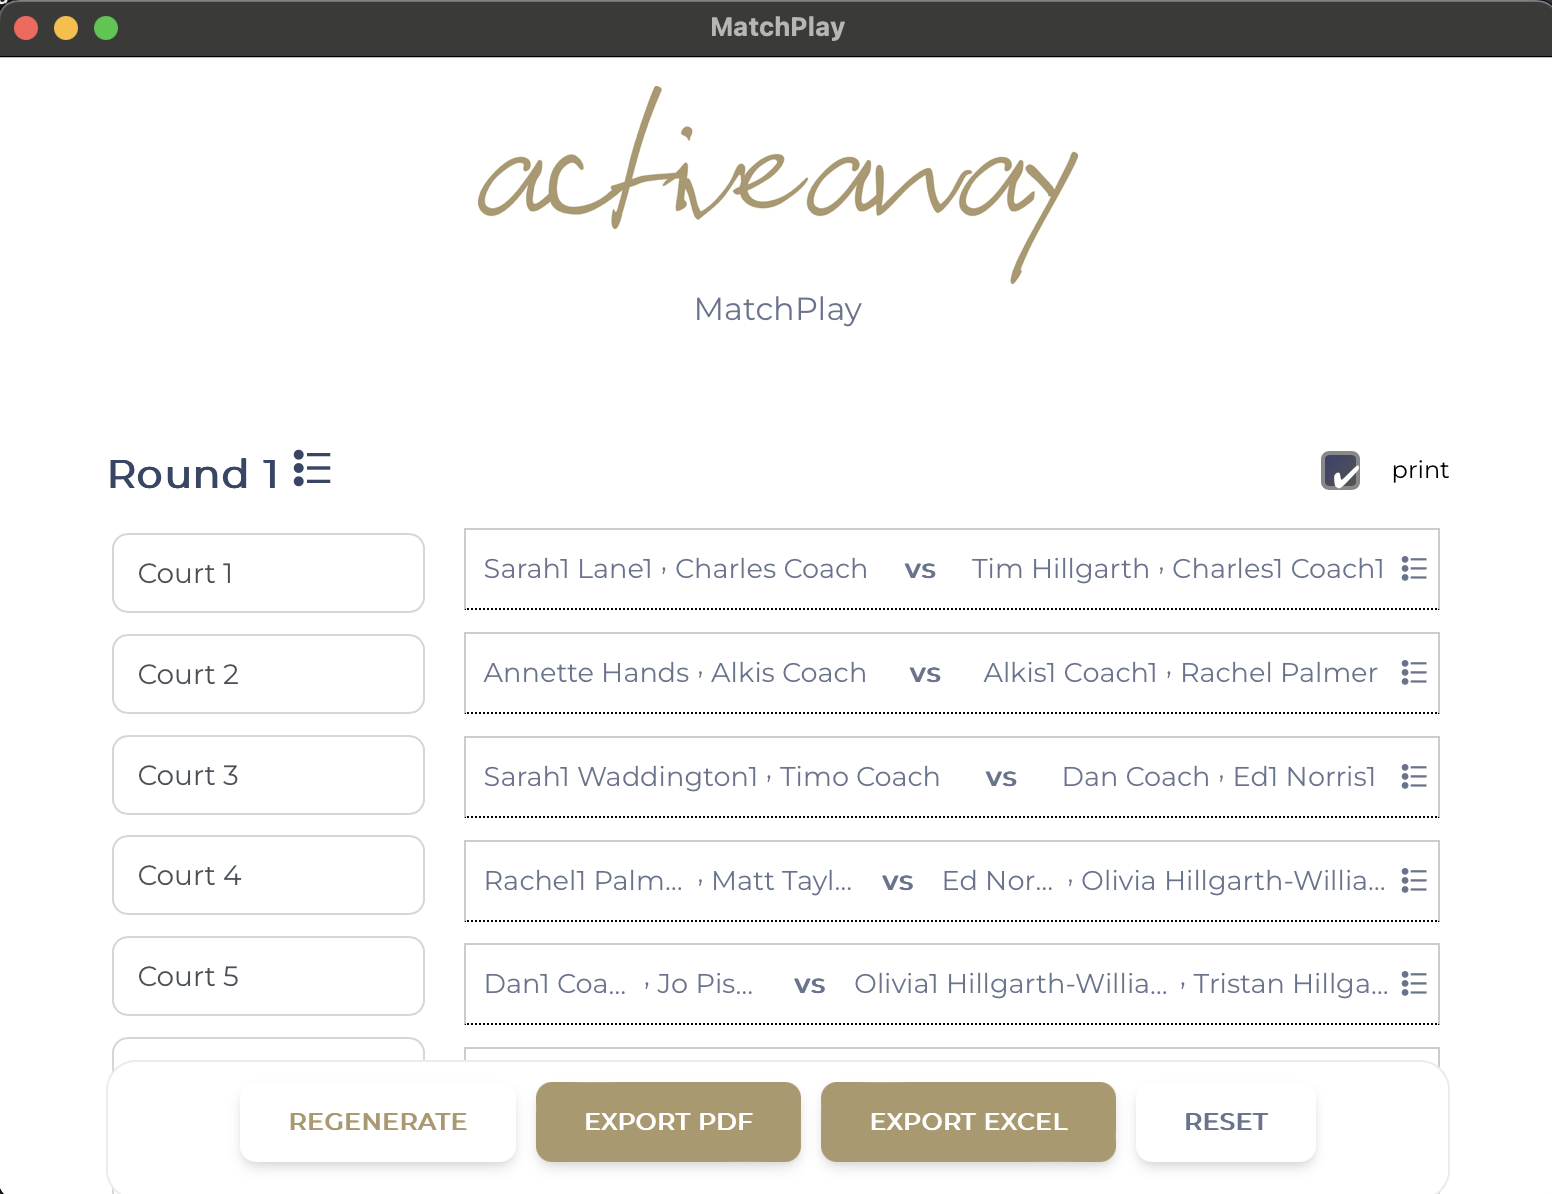 MatchPlay
activeaway
MatchPlay
Round 1
print
Court 1
Sarah1 Lane1 , Charles Coach vs Tim Hillgarth , Charles1 Coach1
Court 2
Annette Hands , Alkis Coach vs Alkis1 Coach1 , Rachel Palmer
Court 3
Sarah1 Waddington1 , Timo Coach vs Dan Coach , Ed1 Norris1
Court 4
Rachel1 Palm... , Matt Tayl... vs Ed Nor... , Olivia Hillgarth-Willia...
Court 5
Dan1 Coa... , Jo Pis... vs Olivia1 Hillgarth-Willia... , Tristan Hillga...
REGENERATE
EXPORT PDF
EXPORT EXCEL
RESET